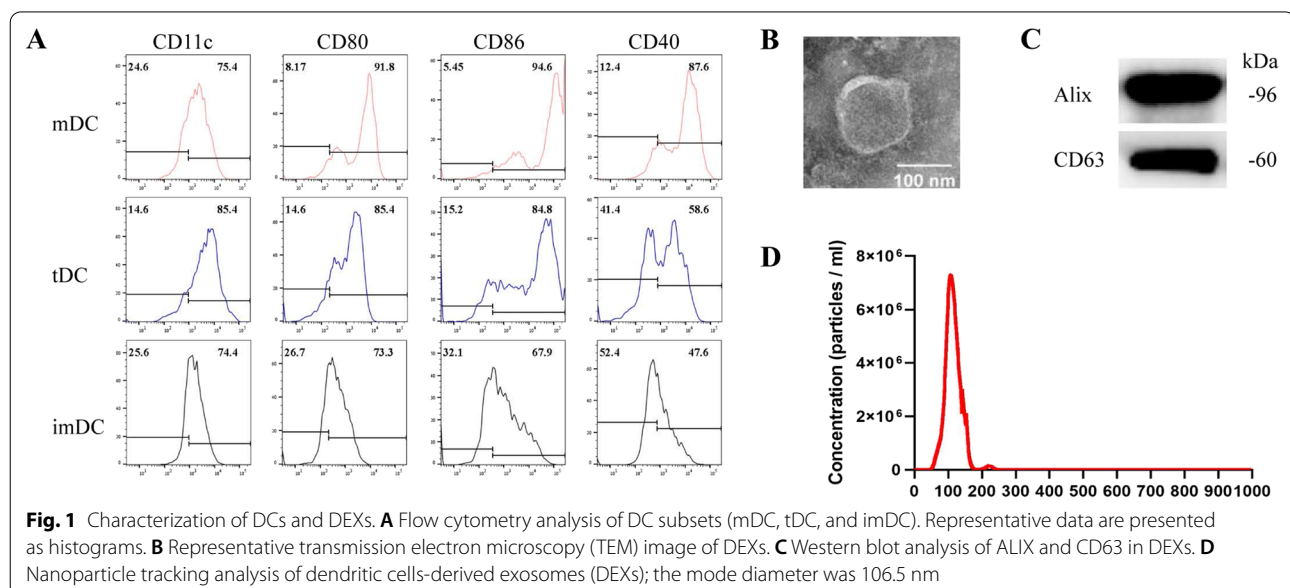 A
CD11c CD80 CD86 CD40
mDC
24.6 75.4 8.17 91.8 5.45 94.6 12.4 87.6
tDC
14.6 85.4 14.6 85.4 15.2 84.8 41.4 58.6
imDC
25.6 74.4 26.7 73.3 32.1 67.9 52.4 47.6
B
100 nm
C
kDa
Alix -96
CD63 -60
D
Concentration (particles / ml)
8×10⁶
6×10⁶
4×10⁶
2×10⁶
0
0 100 200 300 400 500 600 700 800 900 1000
Fig. 1 Characterization of DCs and DEXs. A Flow cytometry analysis of DC subsets (mDC, tDC, and imDC). Representative data are presented
as histograms. B Representative transmission electron microscopy (TEM) image of DEXs. C Western blot analysis of ALIX and CD63 in DEXs. D
Nanoparticle tracking analysis of dendritic cells-derived exosomes (DEXs); the mode diameter was 106.5 nm